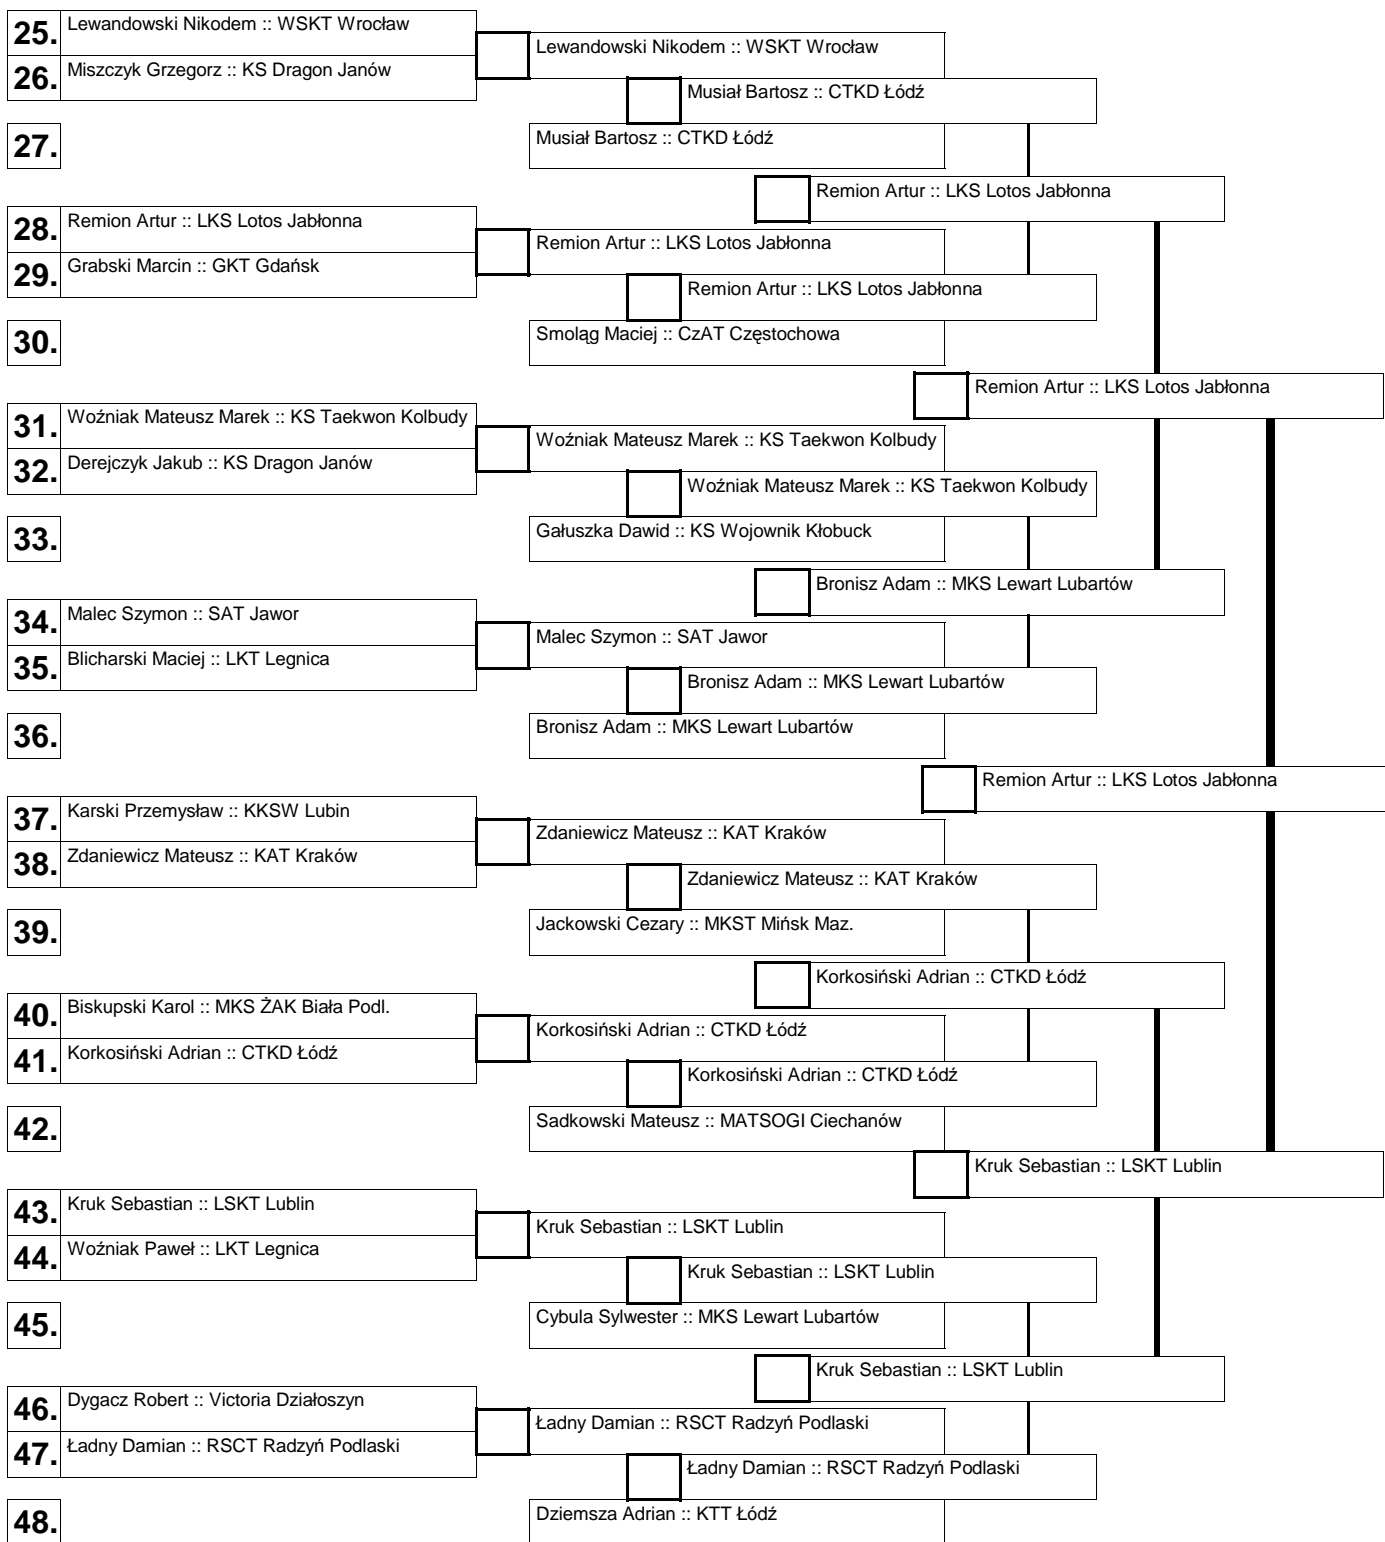 25. Lewandowski Nikodem :: WSKT Wrocław
Lewandowski Nikodem :: WSKT Wrocław
26. Miszczyk Grzegorz :: KS Dragon Janów
Musiał Bartosz :: CTKD Łódź
27.
Musiał Bartosz :: CTKD Łódź
Remion Artur :: LKS Lotos Jabłonna
28. Remion Artur :: LKS Lotos Jabłonna
Remion Artur :: LKS Lotos Jabłonna
29. Grabski Marcin :: GKT Gdańsk
Remion Artur :: LKS Lotos Jabłonna
30.
Smoląg Maciej :: CzAT Częstochowa
Remion Artur :: LKS Lotos Jabłonna
31. Woźniak Mateusz Marek :: KS Taekwon Kolbudy
Woźniak Mateusz Marek :: KS Taekwon Kolbudy
32. Derejczyk Jakub :: KS Dragon Janów
Woźniak Mateusz Marek :: KS Taekwon Kolbudy
33.
Gałuszka Dawid :: KS Wojownik Kłobuck
Bronisz Adam :: MKS Lewart Lubartów
34. Malec Szymon :: SAT Jawor
Malec Szymon :: SAT Jawor
35. Blicharski Maciej :: LKT Legnica
Bronisz Adam :: MKS Lewart Lubartów
36.
Bronisz Adam :: MKS Lewart Lubartów
Remion Artur :: LKS Lotos Jabłonna
37. Karski Przemysław :: KKSW Lubin
Zdaniewicz Mateusz :: KAT Kraków
38. Zdaniewicz Mateusz :: KAT Kraków
Zdaniewicz Mateusz :: KAT Kraków
39.
Jackowski Cezary :: MKST Mińsk Maz.
Korkosiński Adrian :: CTKD Łódź
40. Biskupski Karol :: MKS ŻAK Biała Podl.
Korkosiński Adrian :: CTKD Łódź
41. Korkosiński Adrian :: CTKD Łódź
Korkosiński Adrian :: CTKD Łódź
42.
Sadkowski Mateusz :: MATSOGI Ciechanów
Kruk Sebastian :: LSKT Lublin
43. Kruk Sebastian :: LSKT Lublin
Kruk Sebastian :: LSKT Lublin
44. Woźniak Paweł :: LKT Legnica
Kruk Sebastian :: LSKT Lublin
45.
Cybula Sylwester :: MKS Lewart Lubartów
Kruk Sebastian :: LSKT Lublin
46. Dygacz Robert :: Victoria Działoszyn
Ładny Damian :: RSCT Radzyń Podlaski
47. Ładny Damian :: RSCT Radzyń Podlaski
Ładny Damian :: RSCT Radzyń Podlaski
48.
Dziemsza Adrian :: KTT Łódź